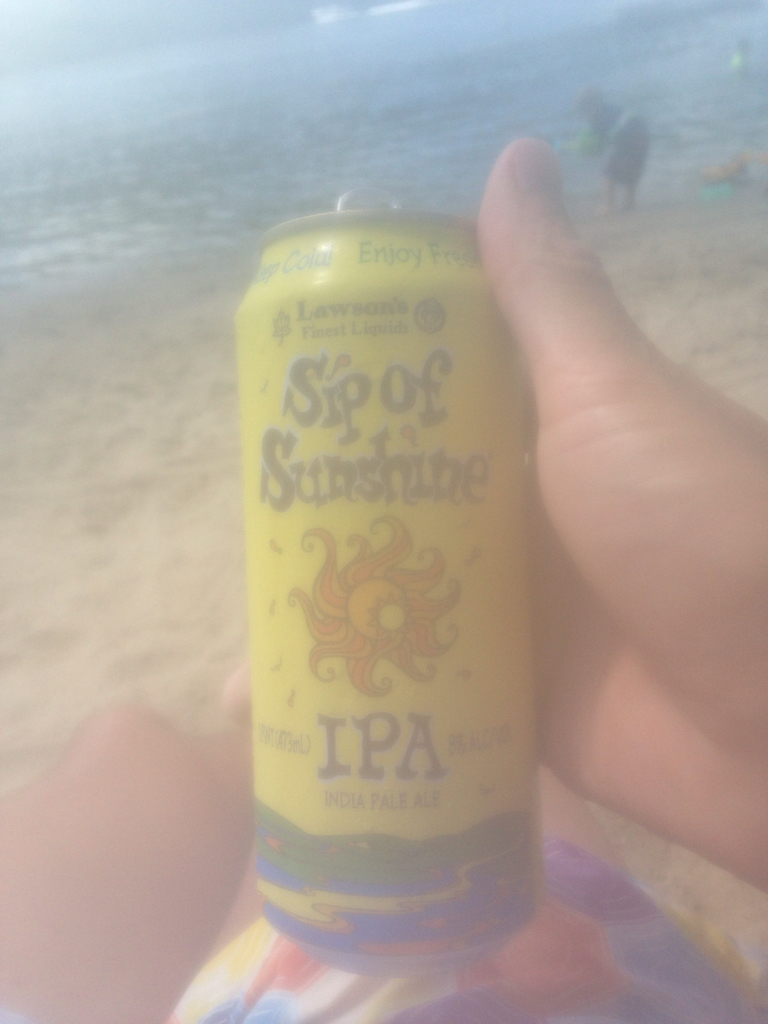 Enjoy
Lawson's
Finest Liquids
Sip of
Sunshine
IPA
INDIA PALE ALE